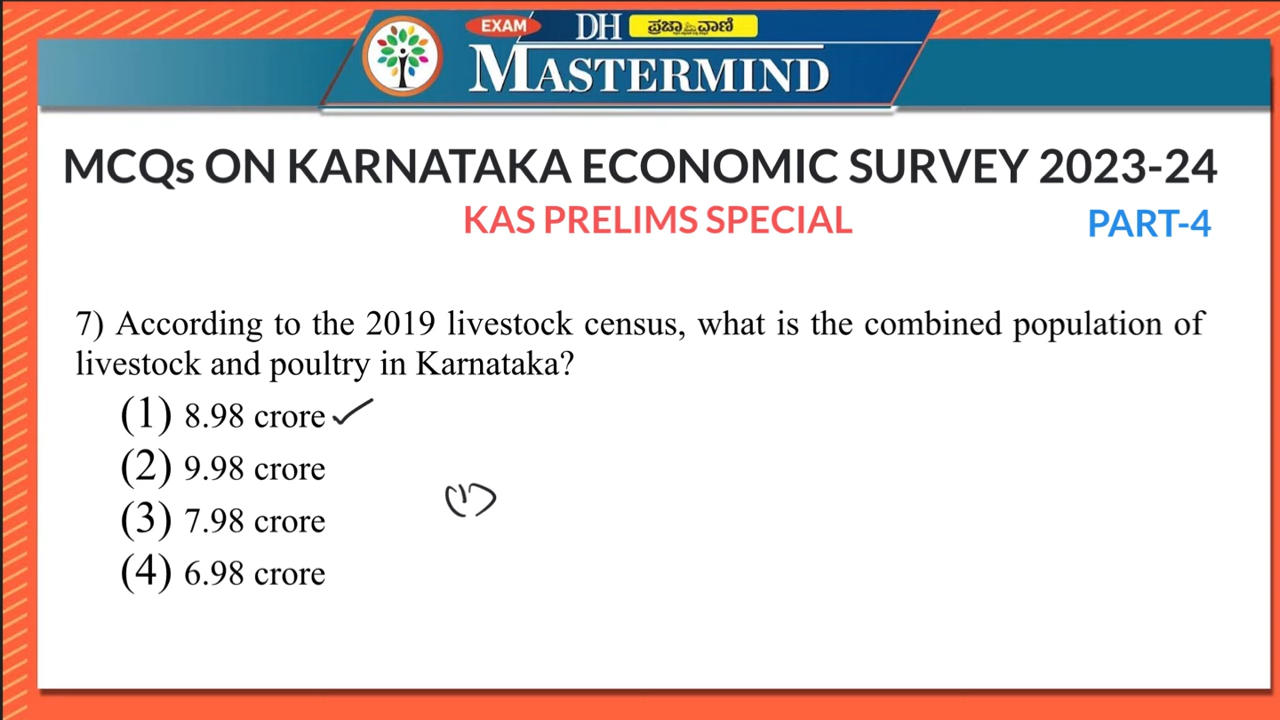 EXAM
DH ಪ್ರಜಾವಾಣಿ
MASTERMIND
MCQs ON KARNATAKA ECONOMIC SURVEY 2023-24
KAS PRELIMS SPECIAL
PART-4
7) According to the 2019 livestock census, what is the combined population of
livestock and poultry in Karnataka?
(1) 8.98 crore ✓
(2) 9.98 crore
(1)
(3) 7.98 crore
(4) 6.98 crore